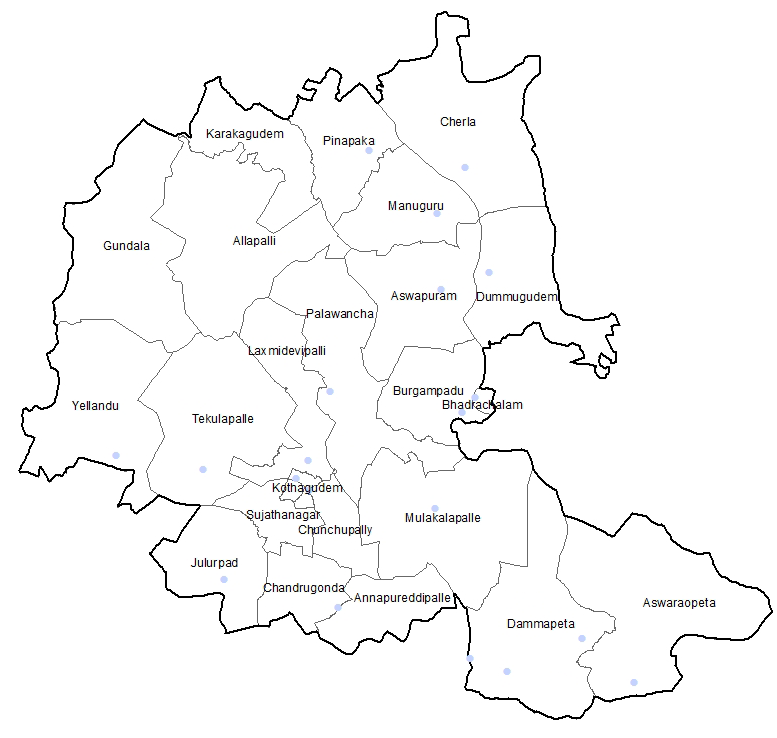 Cherla
Karakagudem
Pinapaka
Manuguru
Gundala
Allapalli
Aswapuram
Dummugudem
Palawancha
Laxmidevipalli
Burgampadu
Yellandu
Bhadrachalam
Tekulapalle
Kothagudem
Sujathanagar
Mulakalapalle
Chunchupally
Julurpad
Chandrugonda
Annapureddipalle
Aswaraopeta
Dammapeta